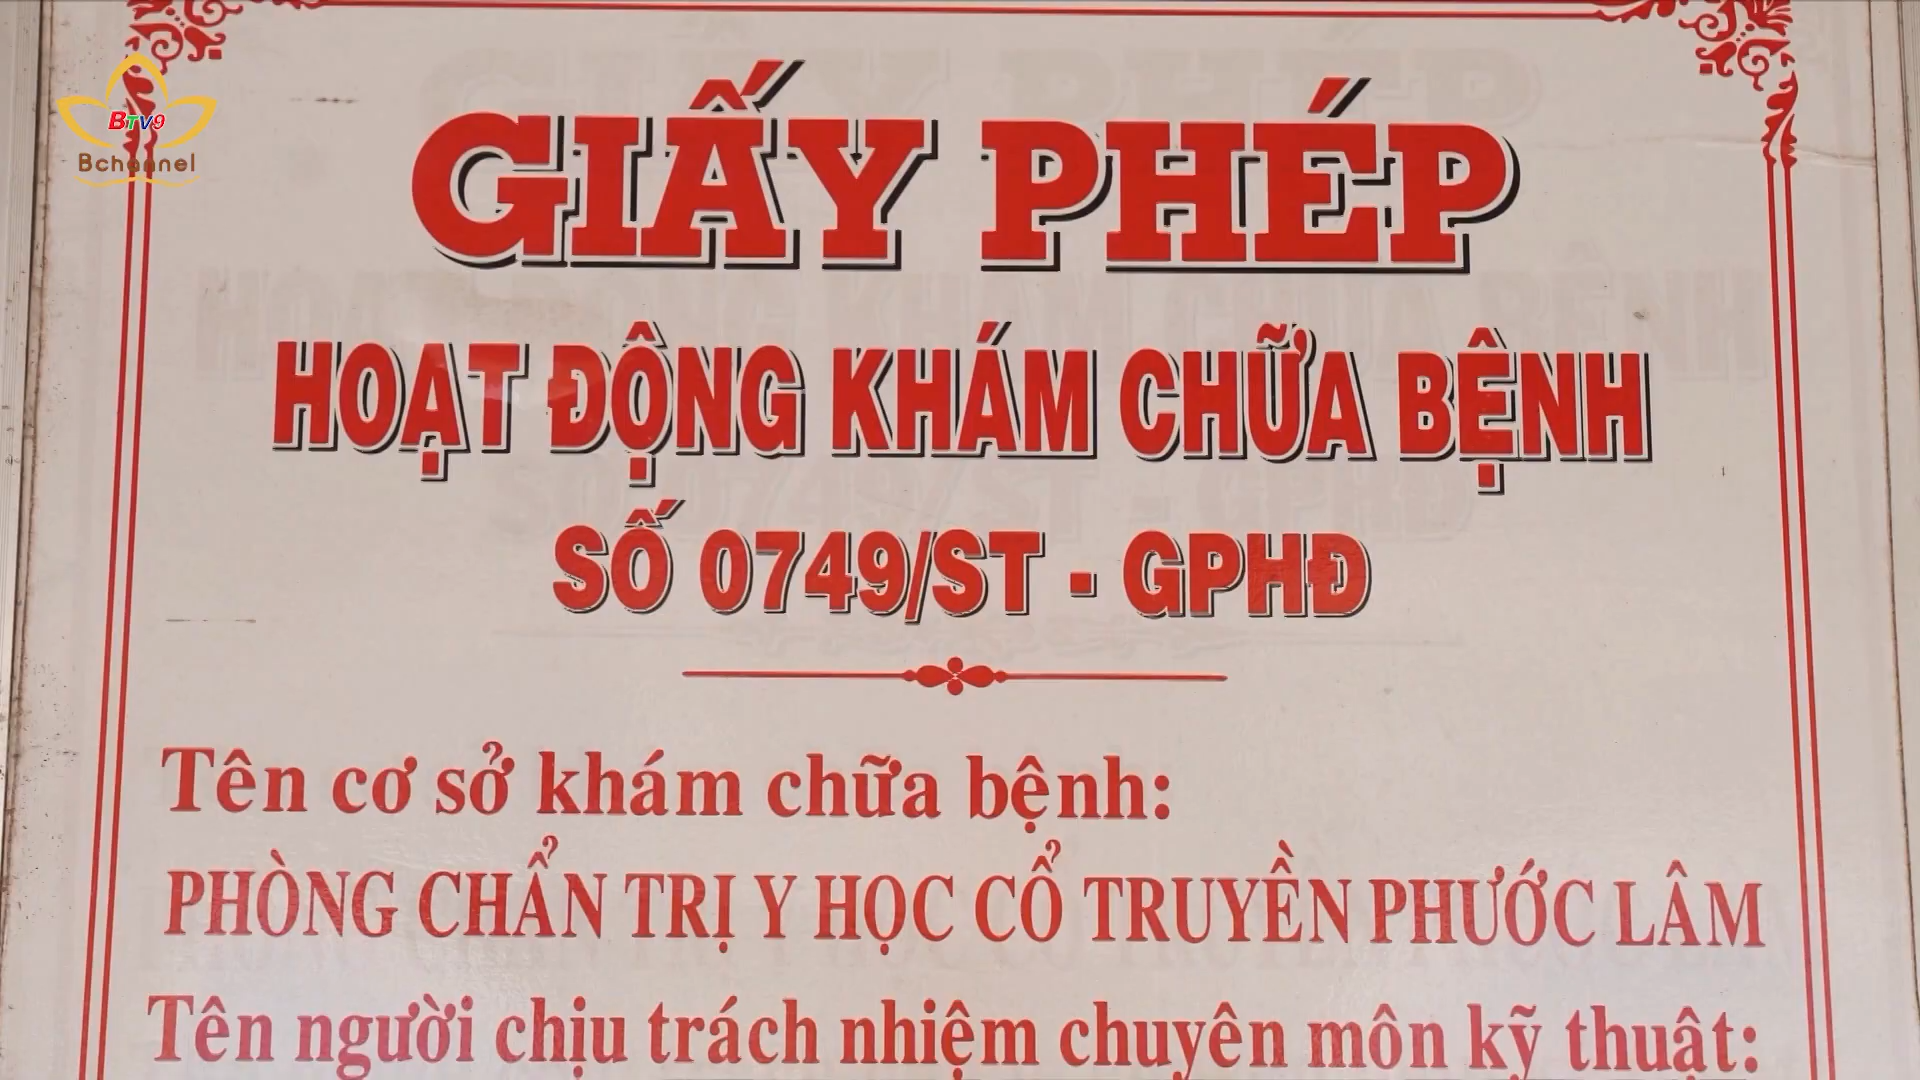 BTV9
Bchannel
GIẤY PHÉP
HOẠT ĐỘNG KHÁM CHỮA BỆNH
SỐ 0749/ST - GPHĐ
Tên cơ sở khám chữa bệnh:
PHÒNG CHẨN TRỊ Y HỌC CỔ TRUYỀN PHƯỚC LÂM
Tên người chịu trách nhiệm chuyên môn kỹ thuật: